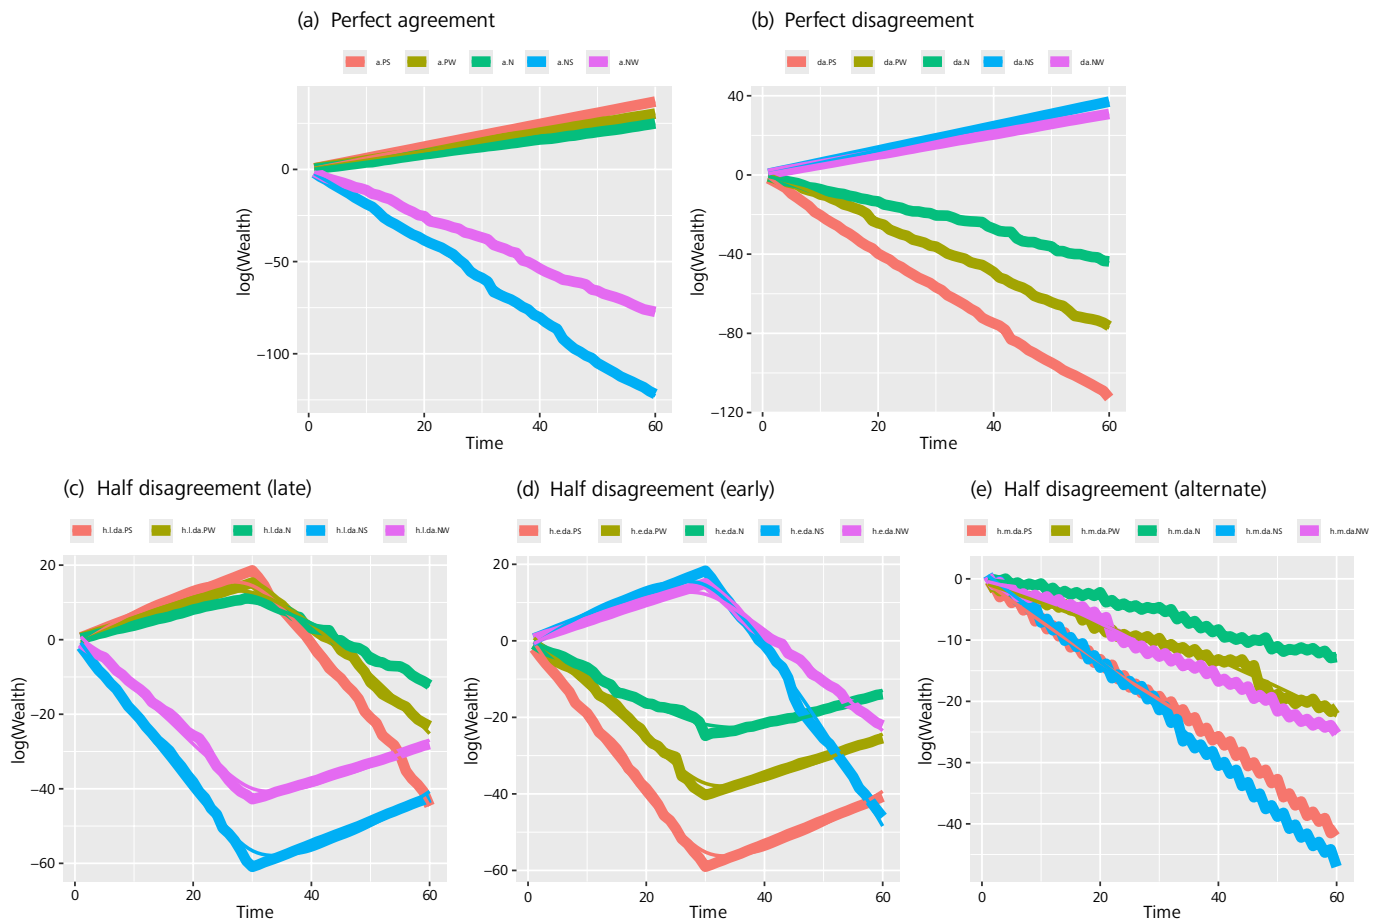 (a) Perfect agreement
a.PS a.PW a.N a.NS a.NW
log(Wealth)
0
−50
−100
0 20 40 60
Time
(b) Perfect disagreement
da.PS da.PW da.N da.NS da.NW
log(Wealth)
40
0
−40
−80
−120
0 20 40 60
Time
(c) Half disagreement (late)
h.l.da.PS h.l.da.PW h.l.da.N h.l.da.NS h.l.da.NW
log(Wealth)
20
0
−20
−40
−60
0 20 40 60
Time
(d) Half disagreement (early)
h.e.da.PS h.e.da.PW h.e.da.N h.e.da.NS h.e.da.NW
log(Wealth)
20
0
−20
−40
−60
0 20 40 60
Time
(e) Half disagreement (alternate)
h.m.da.PS h.m.da.PW h.m.da.N h.m.da.NS h.m.da.NW
log(Wealth)
0
−10
−20
−30
−40
0 20 40 60
Time